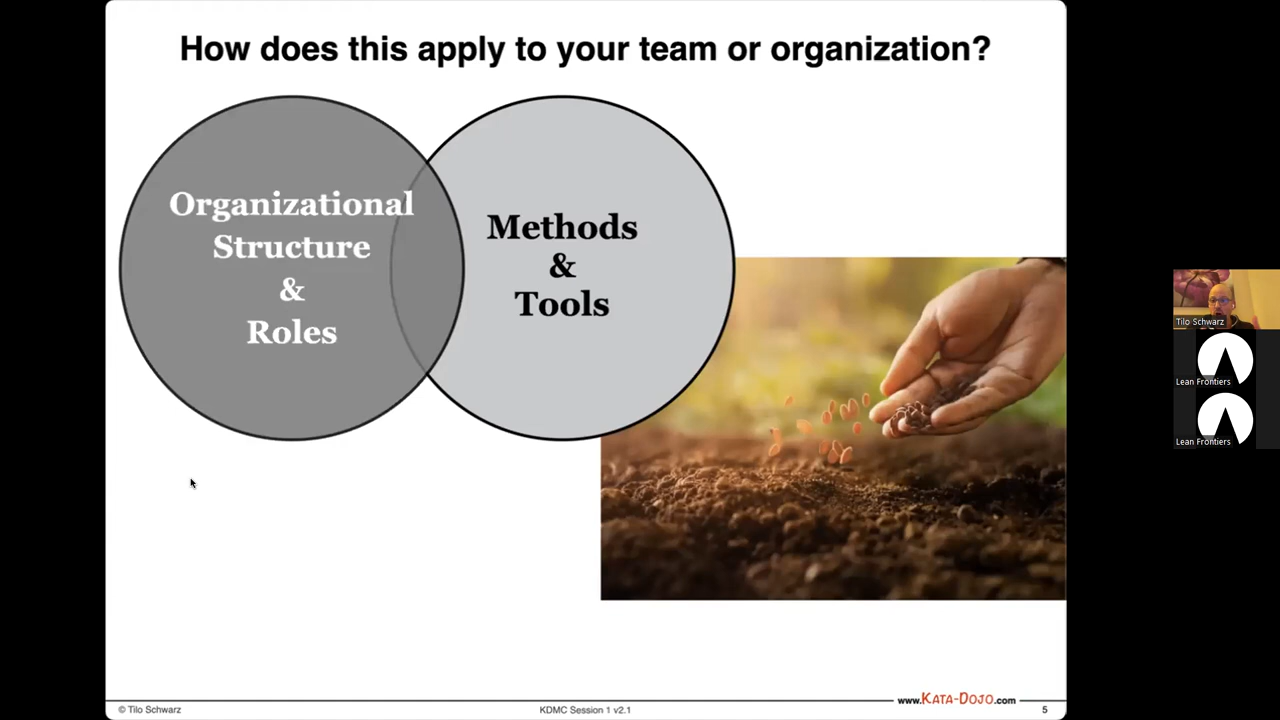 How does this apply to your team or organization?
Organizational
Structure
&
Roles
Methods
&
Tools
Tilo Schwarz
Lean Frontiers
Lean Frontiers
© Tilo Schwarz
KDMC Session 1 v2.1
www.KATA-DOJO.com
5